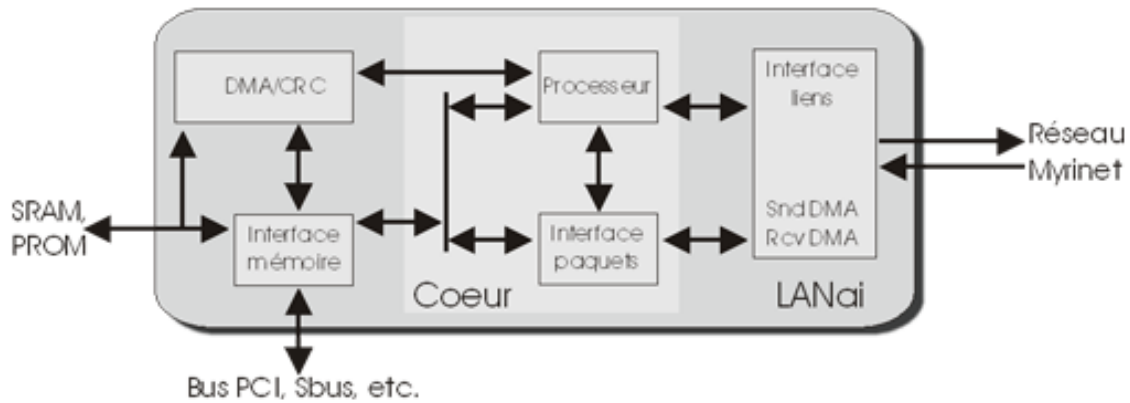 DMA/CRC
Processeur
Interface
liens
Réseau
Myrinet
SRAM,
PROM
Interface
mémoire
Interface
paquets
Snd DMA
Rcv DMA
Coeur
LANai
Bus PCI, Sbus, etc.